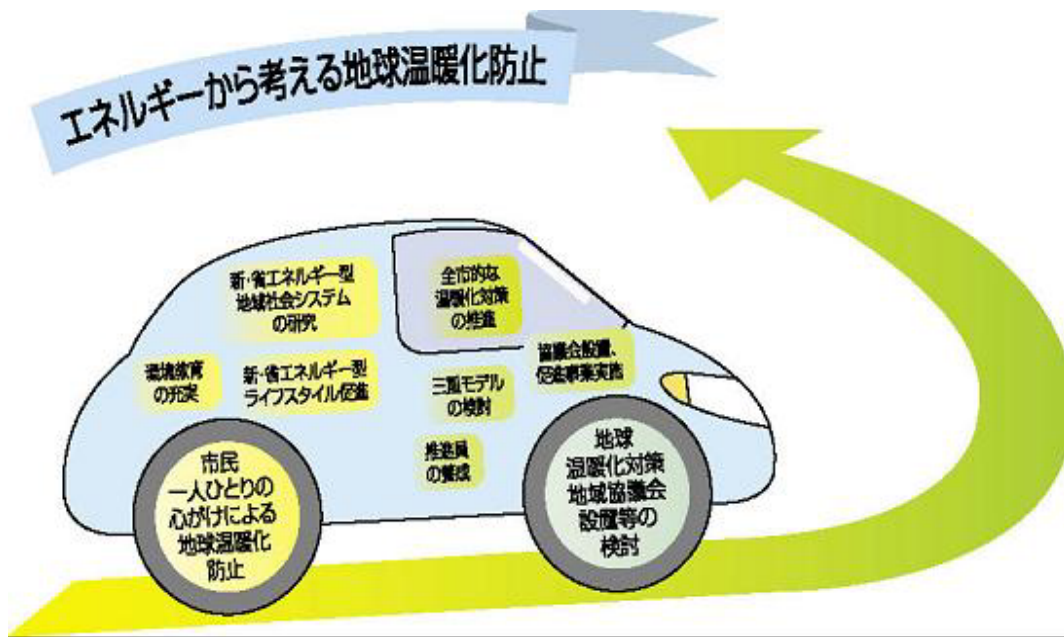 エネルギーから考える地球温暖化防止
新・省エネルギー型
地域社会システム
の研究
全市的な
温暖化対策
の推進
協議会設置、
促進事業実施
環境教育
の充実
新・省エネルギー型
ライフスタイル促進
三鷹モデル
の検討
推進員
の養成
市民
一人ひとりの
心がけによる
地球温暖化
防止
地球
温暖化対策
地域協議会
設置等の
検討